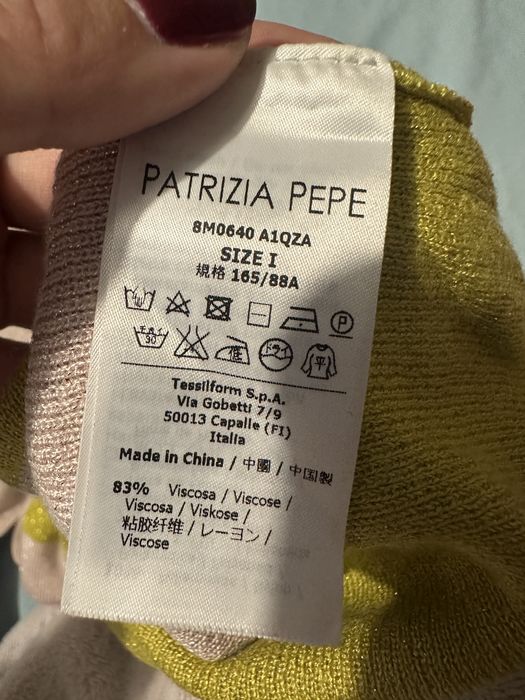 PATRIZIA PEPE
8M0640 A1QZA
SIZE I
規格 165/88A
P
30
平
Tessilform S.p.A.
Via Gobetti 7/9
50013 Capalle (FI)
Italia
Made in China / 中國 / 中国製
83% Viscosa / Viscose /
Viscosa / Viskose /
粘胶纤维 / レーヨン /
Viscose